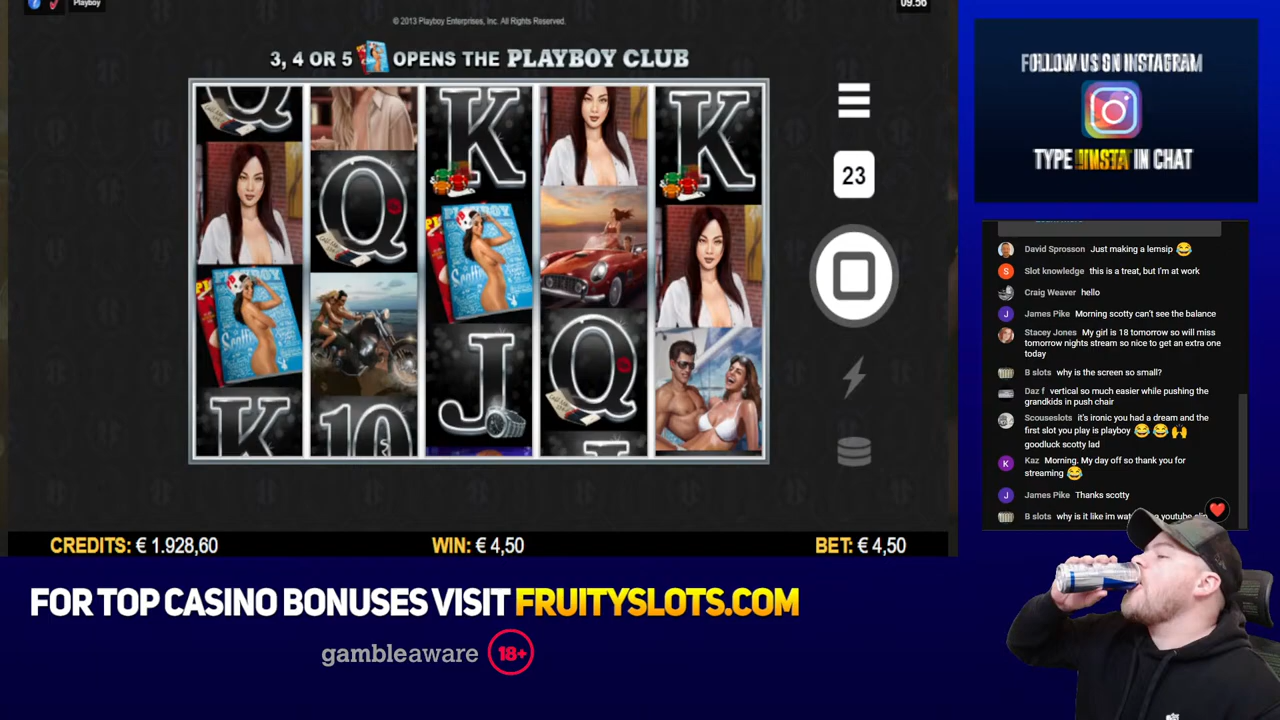 Playboy
09:56
© 2013 Playboy Enterprises, Inc. All Rights Reserved.
3, 4 OR 5 OPENS THE PLAYBOY CLUB
Q
K
K
Q
PLAYBOY
23
PLAYBOY
J
Q
K
10
CREDITS: € 1.928,60
WIN: € 4,50
BET: € 4,50
FOR TOP CASINO BONUSES VISIT FRUITYSLOTS.COM
gambleaware 18+
FOLLOW US ON INSTAGRAM
TYPE !INSTA IN CHAT
David Sprosson Just making a lemsip
S Slot knowledge this is a treat, but I'm at work
Craig Weaver hello
J James Pike Morning scotty can't see the balance
Stacey Jones My girl is 18 tomorrow so will miss
tomorrow nights stream so nice to get an extra one
today
B slots why is the screen so small?
Daz f vertical so much easier while pushing the
grandkids in push chair
Scouseslots it's ironic you had a dream and the
first slot you play is playboy
goodluck scotty lad
K Kaz Morning. My day off so thank you for
streaming
J James Pike Thanks scotty
B slots why is it like im
youtube